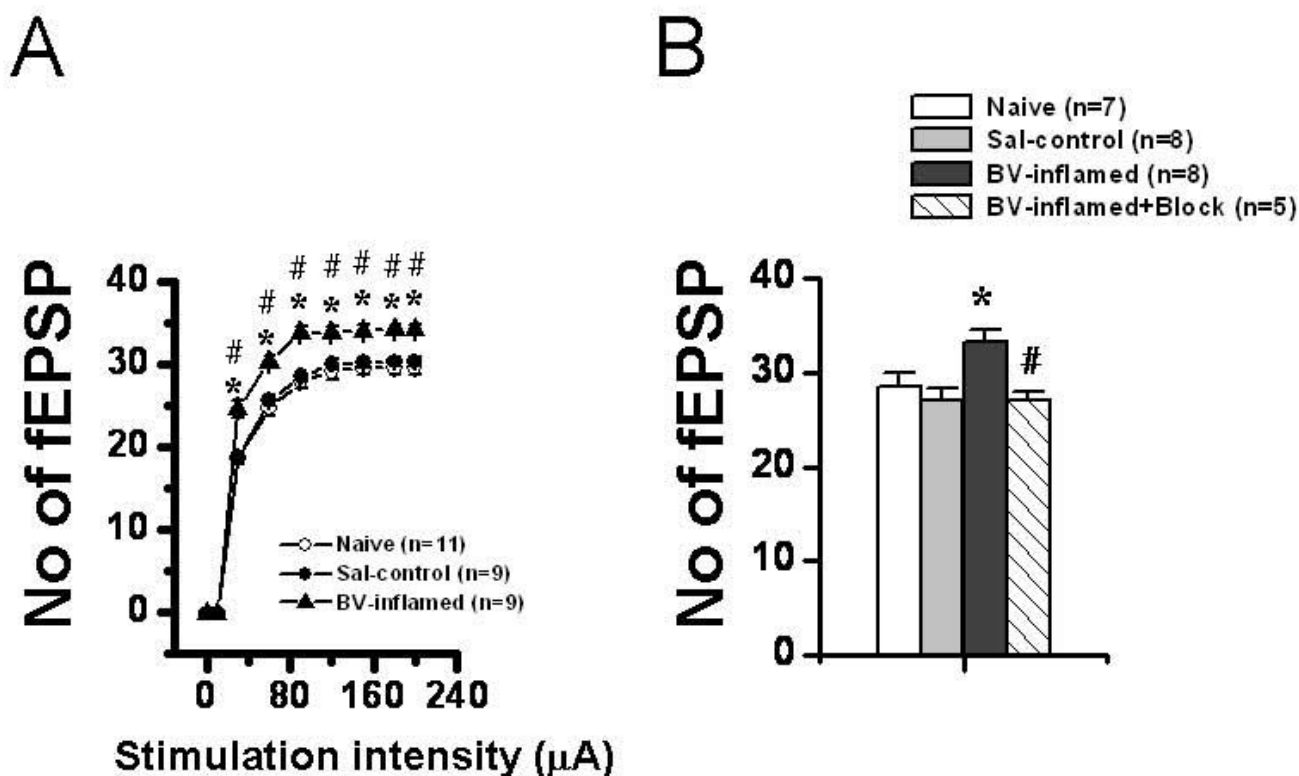 A
No of fEPSP
40
30
20
10
0
# # # # # # #
* * * * * * *
Naive (n=11)
Sal-control (n=9)
BV-inflamed (n=9)
0 80 160 240
Stimulation intensity (μA)
B
Naive (n=7)
Sal-control (n=8)
BV-inflamed (n=8)
BV-inflamed+Block (n=5)
No of fEPSP
40
30
20
10
0
*
#